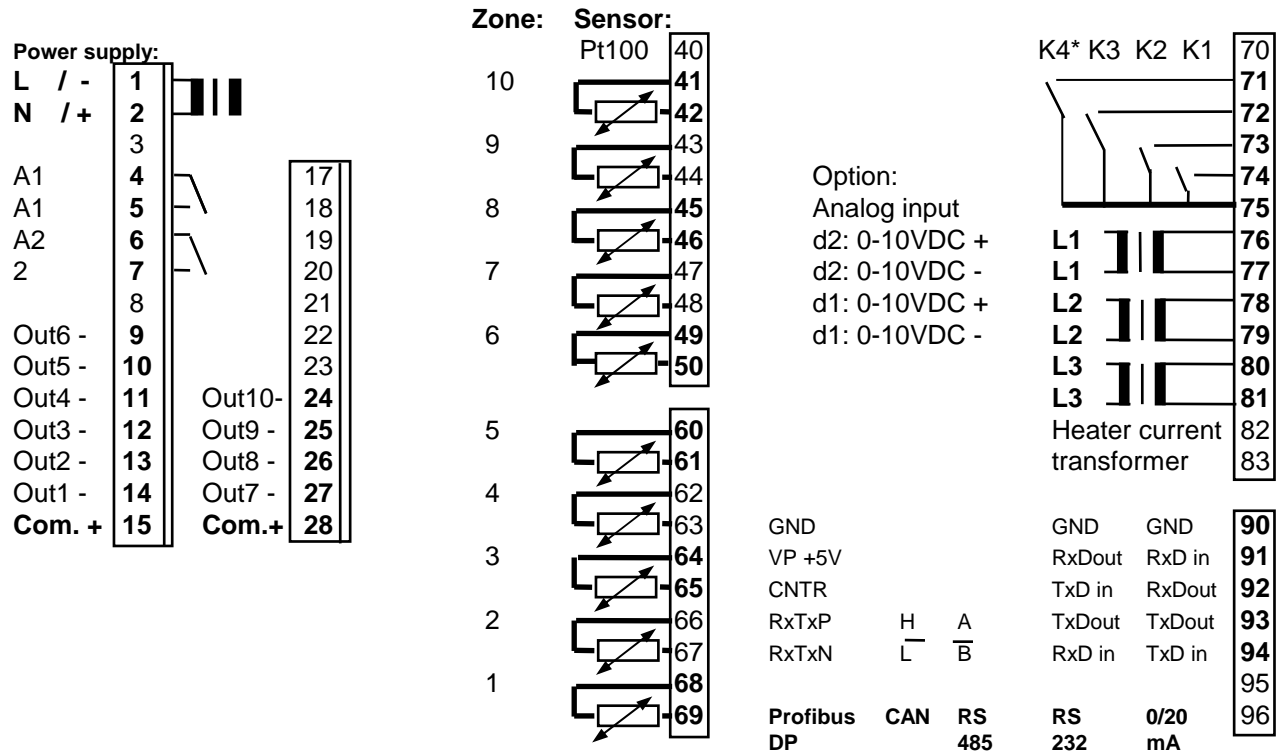 Zone: Sensor:
Power supply: Pt100 40 K4* K3 K2 K1 70
L / - 1 10 41 71
N / + 2 42 72
3 9 43 73
A1 4 17 44 Option: 74
A1 5 18 8 45 Analog input 75
A2 6 19 46 d2: 0-10VDC + L1 76
2 7 20 7 47 d2: 0-10VDC - L1 77
8 21 48 d1: 0-10VDC + L2 78
Out6 - 9 22 6 49 d1: 0-10VDC - L2 79
Out5 - 10 23 50 L3 80
Out4 - 11 Out10- 24 L3 81
Out3 - 12 Out9 - 25 5 60 Heater current 82
Out2 - 13 Out8 - 26 61 transformer 83
Out1 - 14 Out7 - 27 4 62
Com. + 15 Com.+ 28 63 GND GND GND 90
3 64 VP +5V RxDout RxD in 91
65 CNTR TxD in RxDout 92
2 66 RxTxP H A TxDout TxDout 93
67 RxTxN L B RxD in TxD in 94
1 68 95
69 Profibus CAN RS RS 0/20 96
DP 485 232 mA